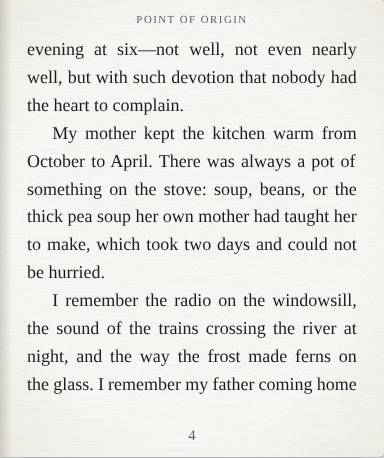 POINT OF ORIGIN
evening at six—not well, not even nearly
well, but with such devotion that nobody had
the heart to complain.
My mother kept the kitchen warm from
October to April. There was always a pot of
something on the stove: soup, beans, or the
thick pea soup her own mother had taught her
to make, which took two days and could not
be hurried.
I remember the radio on the windowsill,
the sound of the trains crossing the river at
night, and the way the frost made ferns on
the glass. I remember my father coming home
4